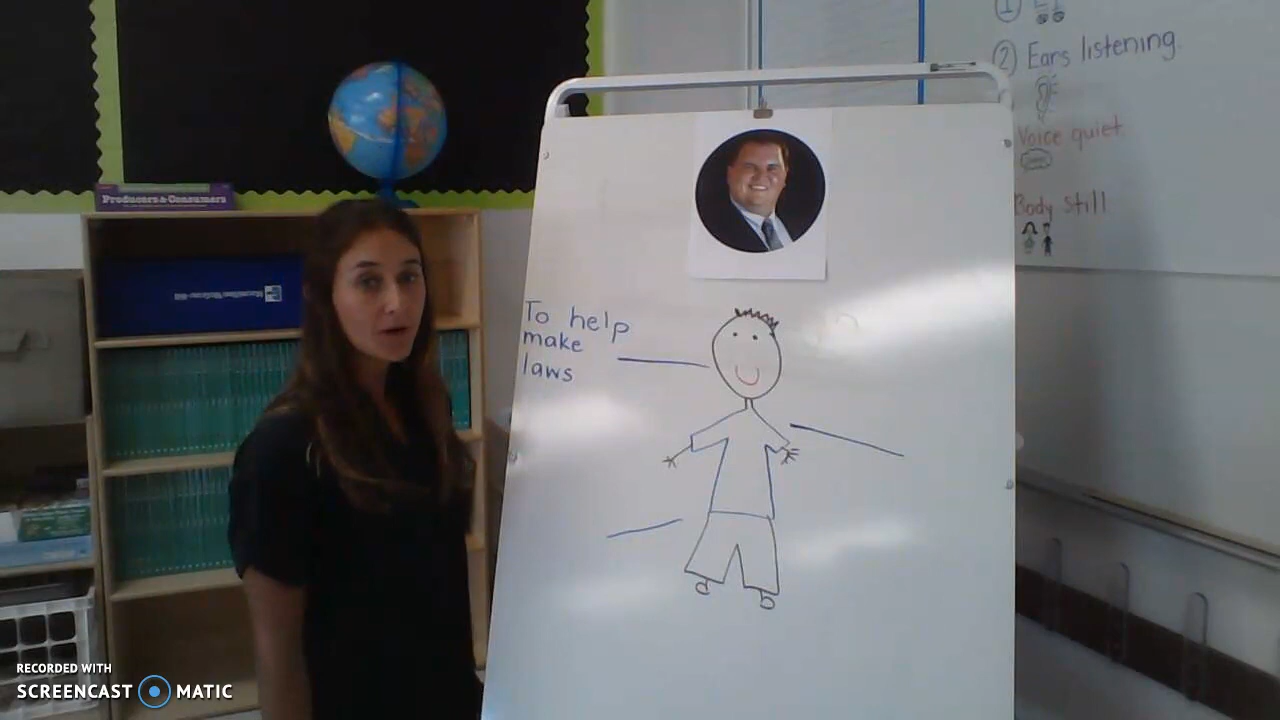 ② Ears listening.
Voice quiet
Body still
Producers & Consumers
To help
make
laws
RECORDED WITH
SCREENCAST MATIC